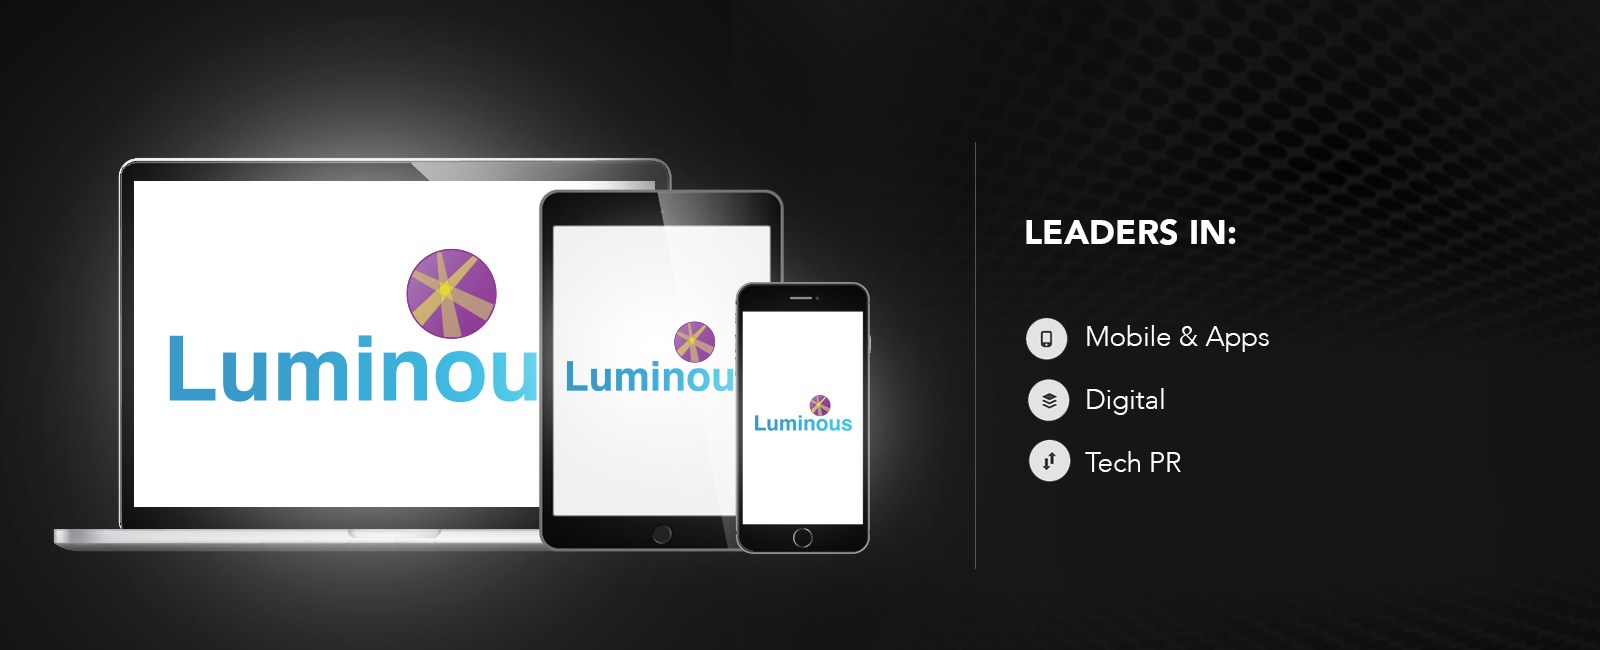 Luminou
Luminou
Luminous
LEADERS IN:
Mobile & Apps
Digital
Tech PR